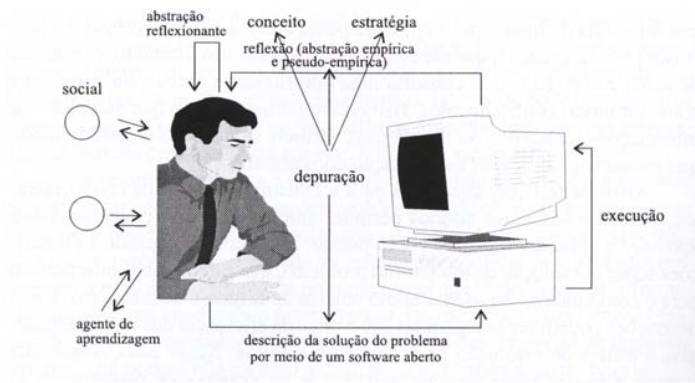 abstração
reflexionante
conceito
estratégia
reflexão (abstração empírica
e pseudo-empírica)
social
depuração
execução
agente de
aprendizagem
descrição da solução do problema
por meio de um software aberto